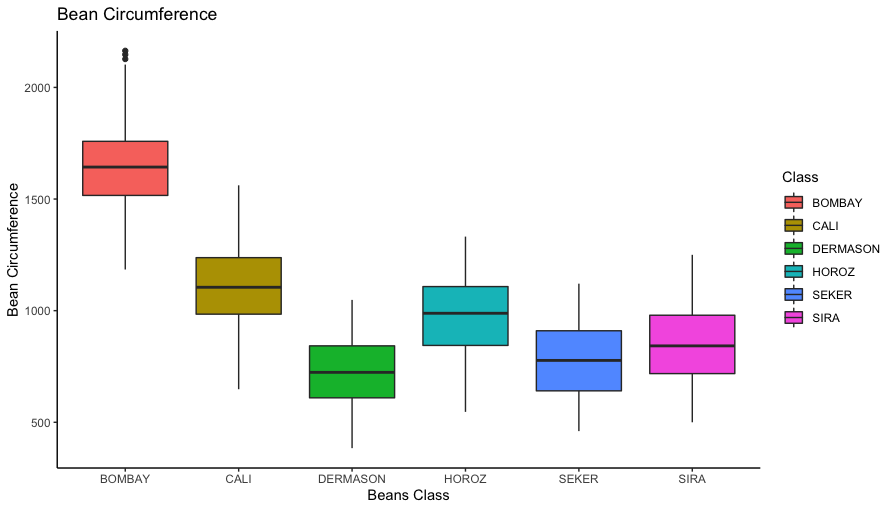 Bean Circumference
Bean Circumference
2000
1500
1000
500
BOMBAY
CALI
DERMASON
HOROZ
SEKER
SIRA
Beans Class
Class
BOMBAY
CALI
DERMASON
HOROZ
SEKER
SIRA